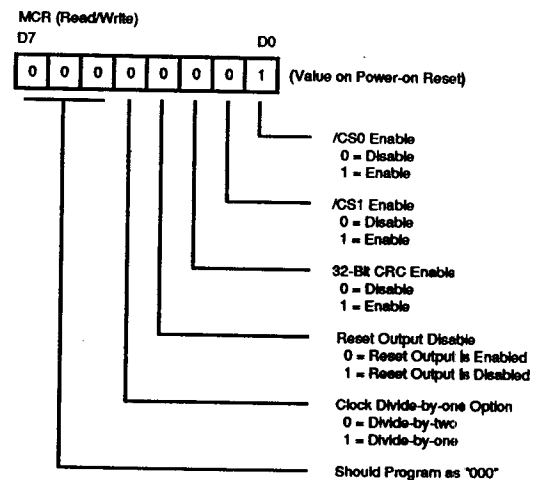 MCR (Read/Write)
D7 D0
0 0 0 0 0 0 0 1 (Value on Power-on Reset)
/CS0 Enable
0 = Disable
1 = Enable
/CS1 Enable
0 = Disable
1 = Enable
32-Bit CRC Enable
0 = Disable
1 = Enable
Reset Output Disable
0 = Reset Output Is Enabled
1 = Reset Output Is Disabled
Clock Divide-by-one Option
0 = Divide-by-two
1 = Divide-by-one
Should Program as "000"